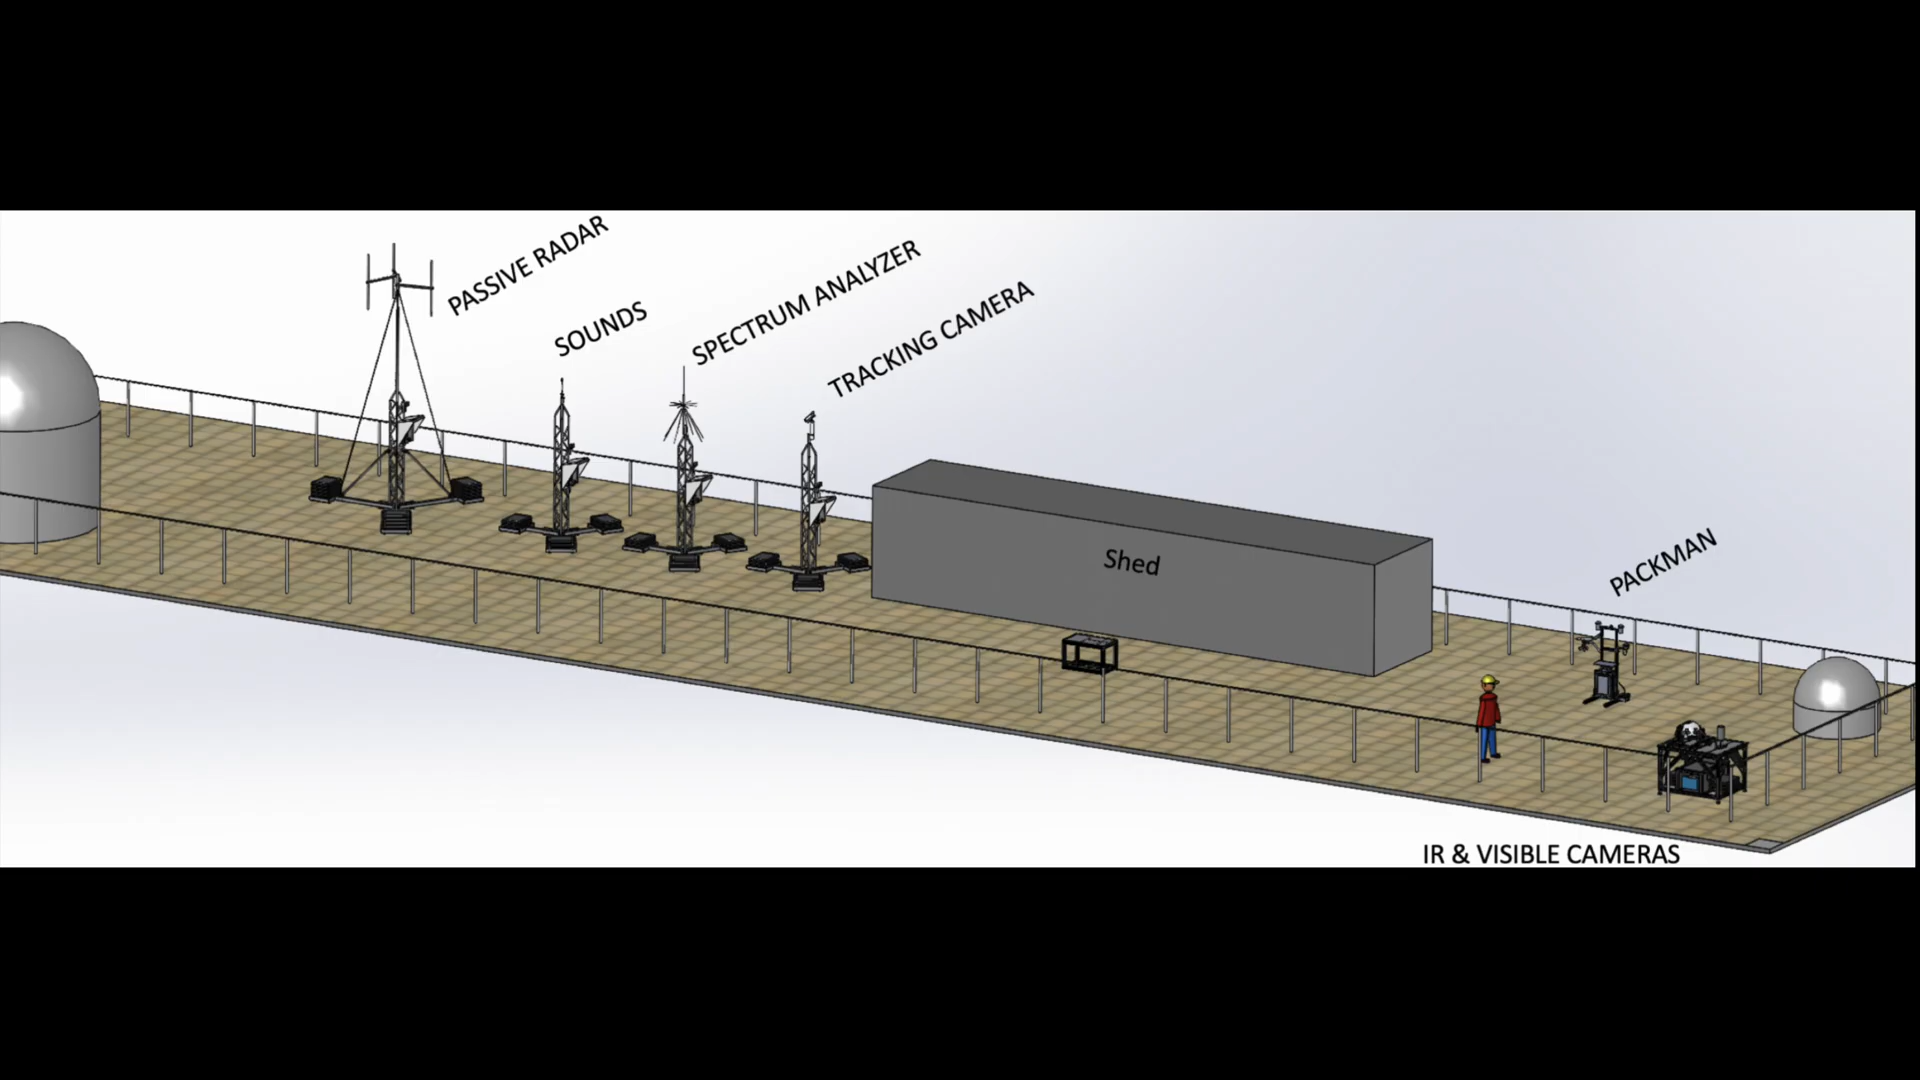 PASSIVE RADAR
SOUNDS
SPECTRUM ANALYZER
TRACKING CAMERA
Shed
PACKMAN
IR & VISIBLE CAMERAS